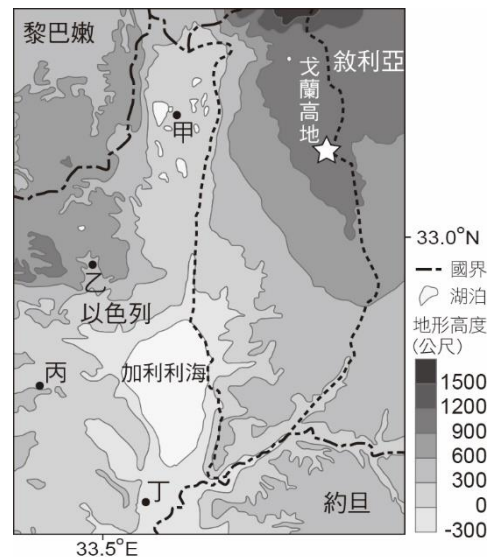 黎巴嫩
敘利亞
戈蘭高地
甲
33.0°N
國界
湖泊
地形高度
(公尺)
乙
以色列
丙
加利利海
1500
1200
900
600
300
0
-300
丁
約旦
33.5°E